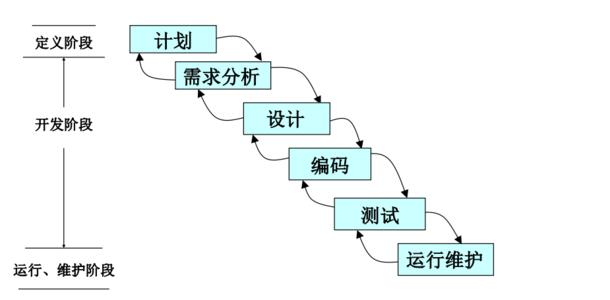 定义阶段
计划
需求分析
设计
开发阶段
编码
测试
运行维护
运行、维护阶段